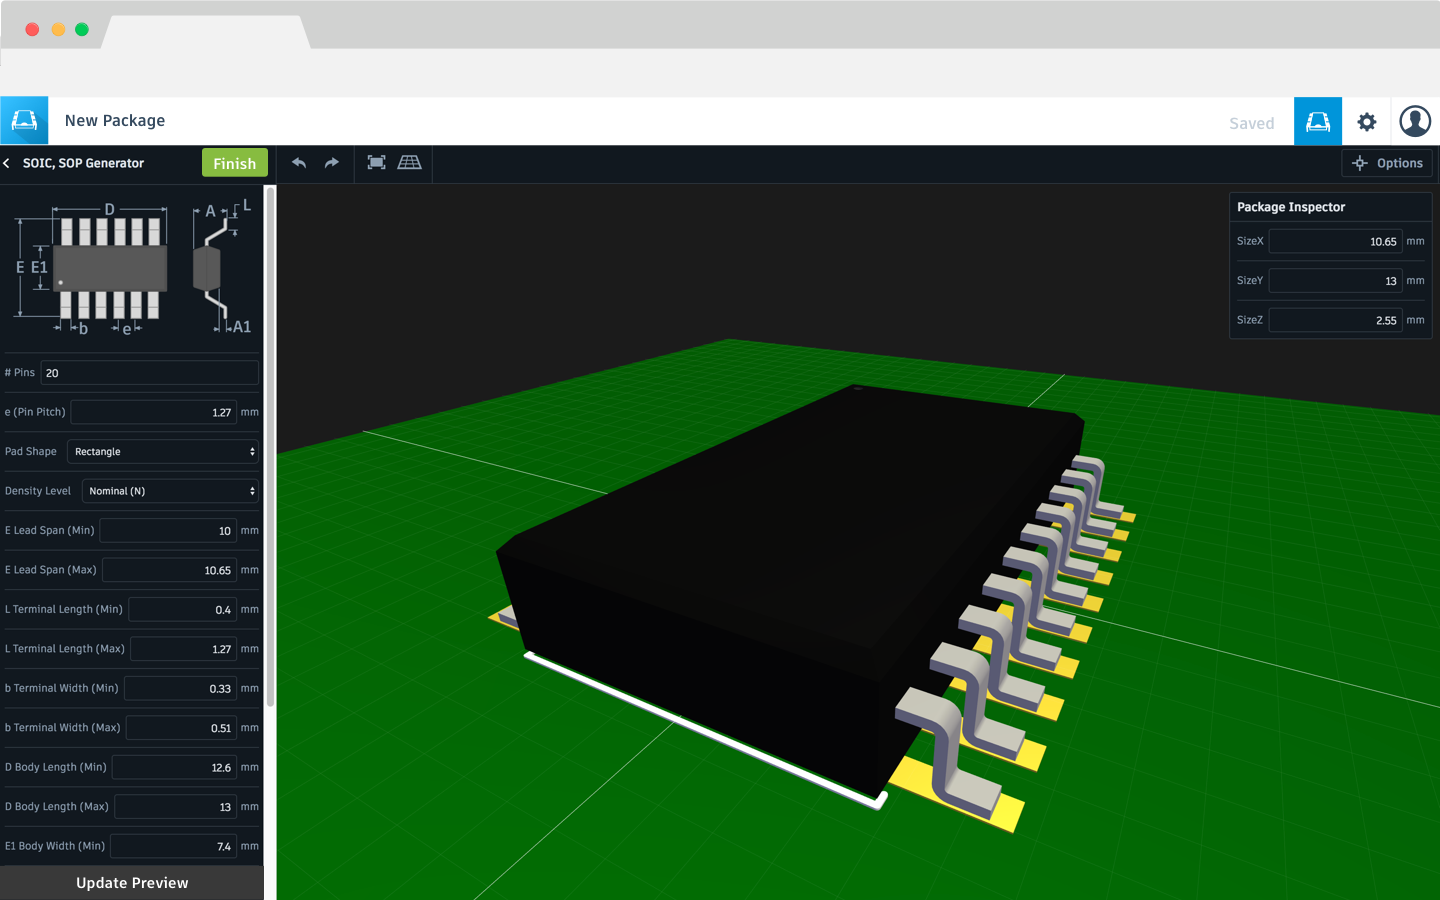 New Package
Saved
SOIC, SOP Generator
Finish
Options
D
A
L
E
E1
b
e
A1
# Pins 20
e (Pin Pitch) 1.27 mm
Pad Shape Rectangle
Density Level Nominal (N)
E Lead Span (Min) 10 mm
E Lead Span (Max) 10.65 mm
L Terminal Length (Min) 0.4 mm
L Terminal Length (Max) 1.27 mm
b Terminal Width (Min) 0.33 mm
b Terminal Width (Max) 0.51 mm
D Body Length (Min) 12.6 mm
D Body Length (Max) 13 mm
E1 Body Width (Min) 7.4 mm
Update Preview
Package Inspector
SizeX 10.65 mm
SizeY 13 mm
SizeZ 2.55 mm